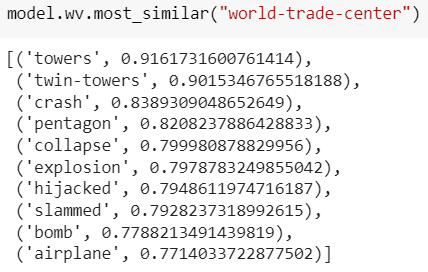 model.wv.most_similar("world-trade-center")
[('towers', 0.9161731600761414),
('twin-towers', 0.9015346765518188),
('crash', 0.8389309048652649),
('pentagon', 0.8208237886428833),
('collapse', 0.799980878829956),
('explosion', 0.7978783249855042),
('hijacked', 0.7948611974716187),
('slammed', 0.7928237318992615),
('bomb', 0.7788213491439819),
('airplane', 0.7714033722877502)]